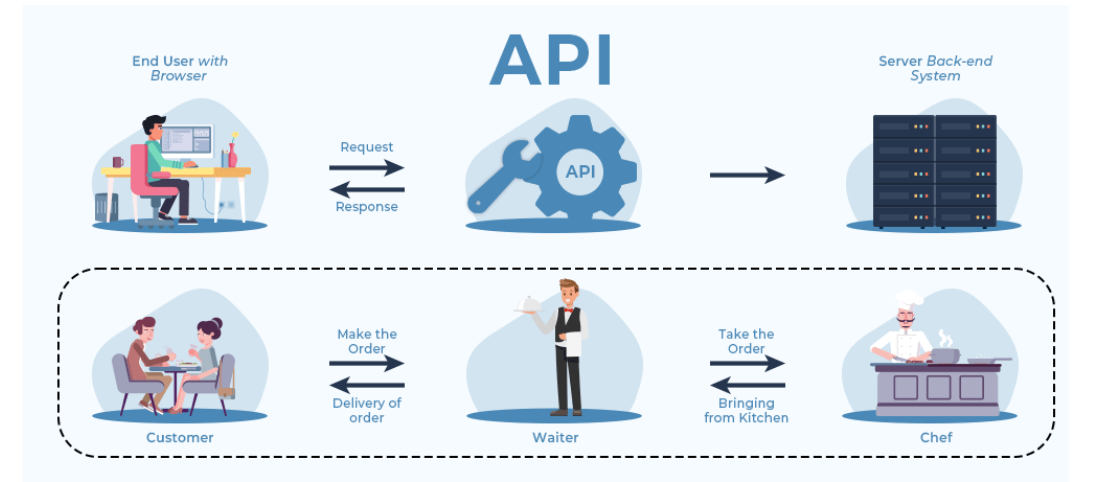 API
End User with
Browser
Server Back-end
System
Request
API
Response
Make the
Order
Take the
Order
Delivery of
order
Bringing
from Kitchen
Customer
Waiter
Chef